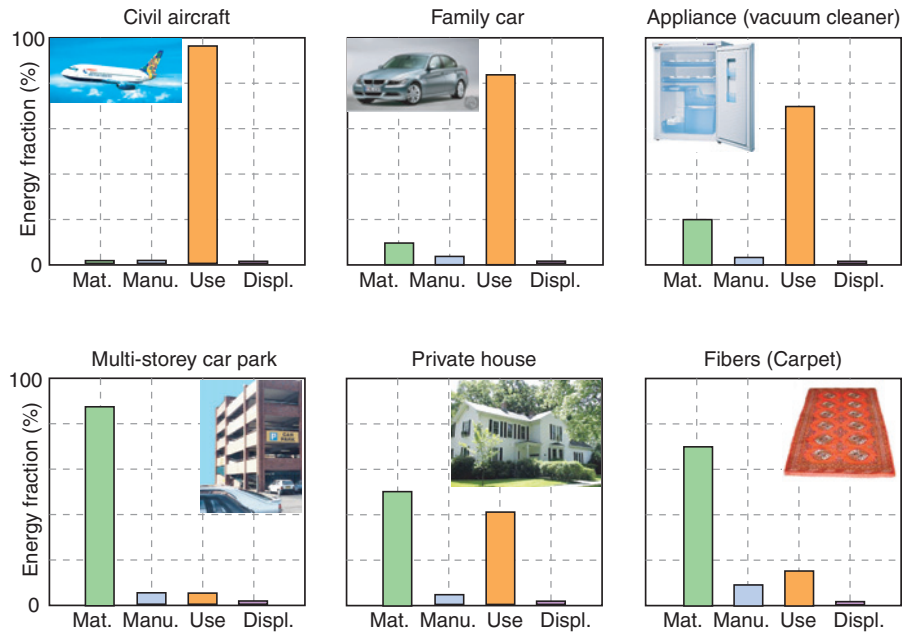 Civil aircraft
Family car
Appliance (vacuum cleaner)
Energy fraction (%)
100
0
Mat. Manu. Use Displ.
Mat. Manu. Use Displ.
Mat. Manu. Use Displ.
Multi-storey car park
Private house
Fibers (Carpet)
Energy fraction (%)
100
0
P CAR PARK
Mat. Manu. Use Displ.
Mat. Manu. Use Displ.
Mat. Manu. Use Displ.